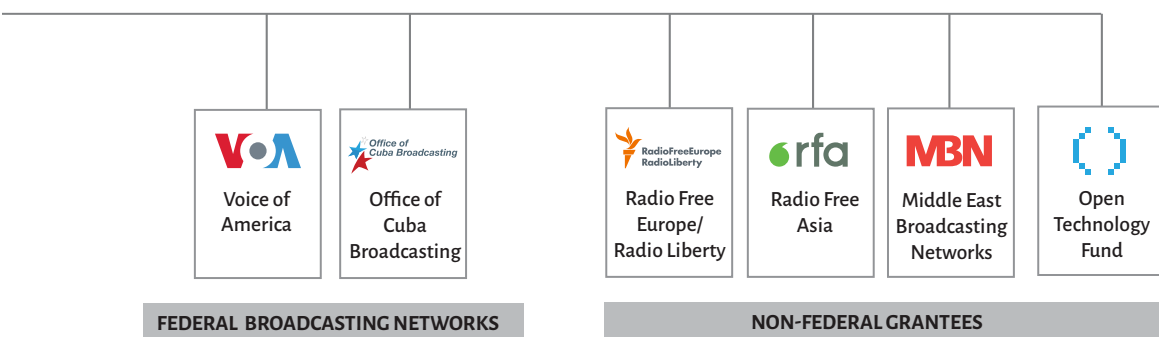 VOA
Voice of
America
Office of
Cuba Broadcasting
Office of
Cuba
Broadcasting
RadioFreeEurope
RadioLiberty
Radio Free
Europe/
Radio Liberty
rfa
Radio Free
Asia
MBN
Middle East
Broadcasting
Networks
Open
Technology
Fund
FEDERAL BROADCASTING NETWORKS
NON-FEDERAL GRANTEES